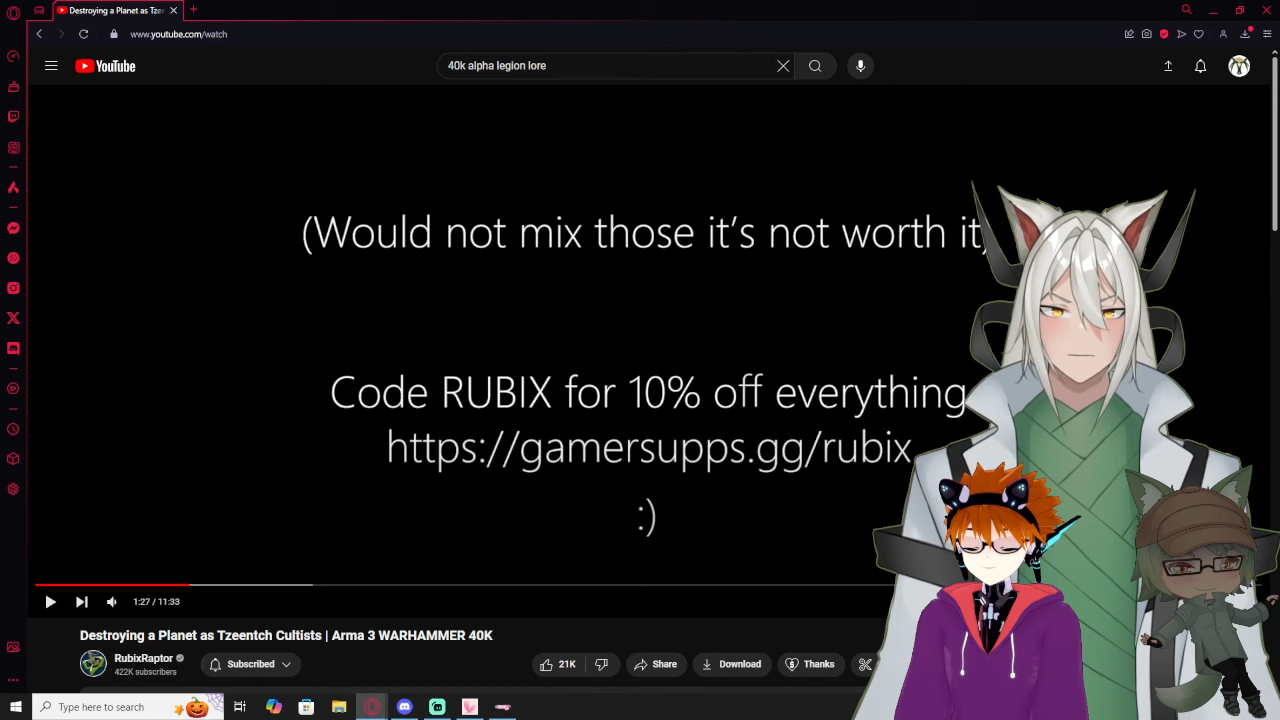 Destroying a Planet as Tzee
www.youtube.com/watch
YouTube
40k alpha legion lore
(Would not mix those it's not worth it)
Code RUBIX for 10% off everything
https://gamersupps.gg/rubix
:)
1:27 / 11:33
Destroying a Planet as Tzeentch Cultists | Arma 3 WARHAMMER 40K
RubixRaptor
422K subscribers
Subscribed
21K
Share
Download
Thanks
Type here to search